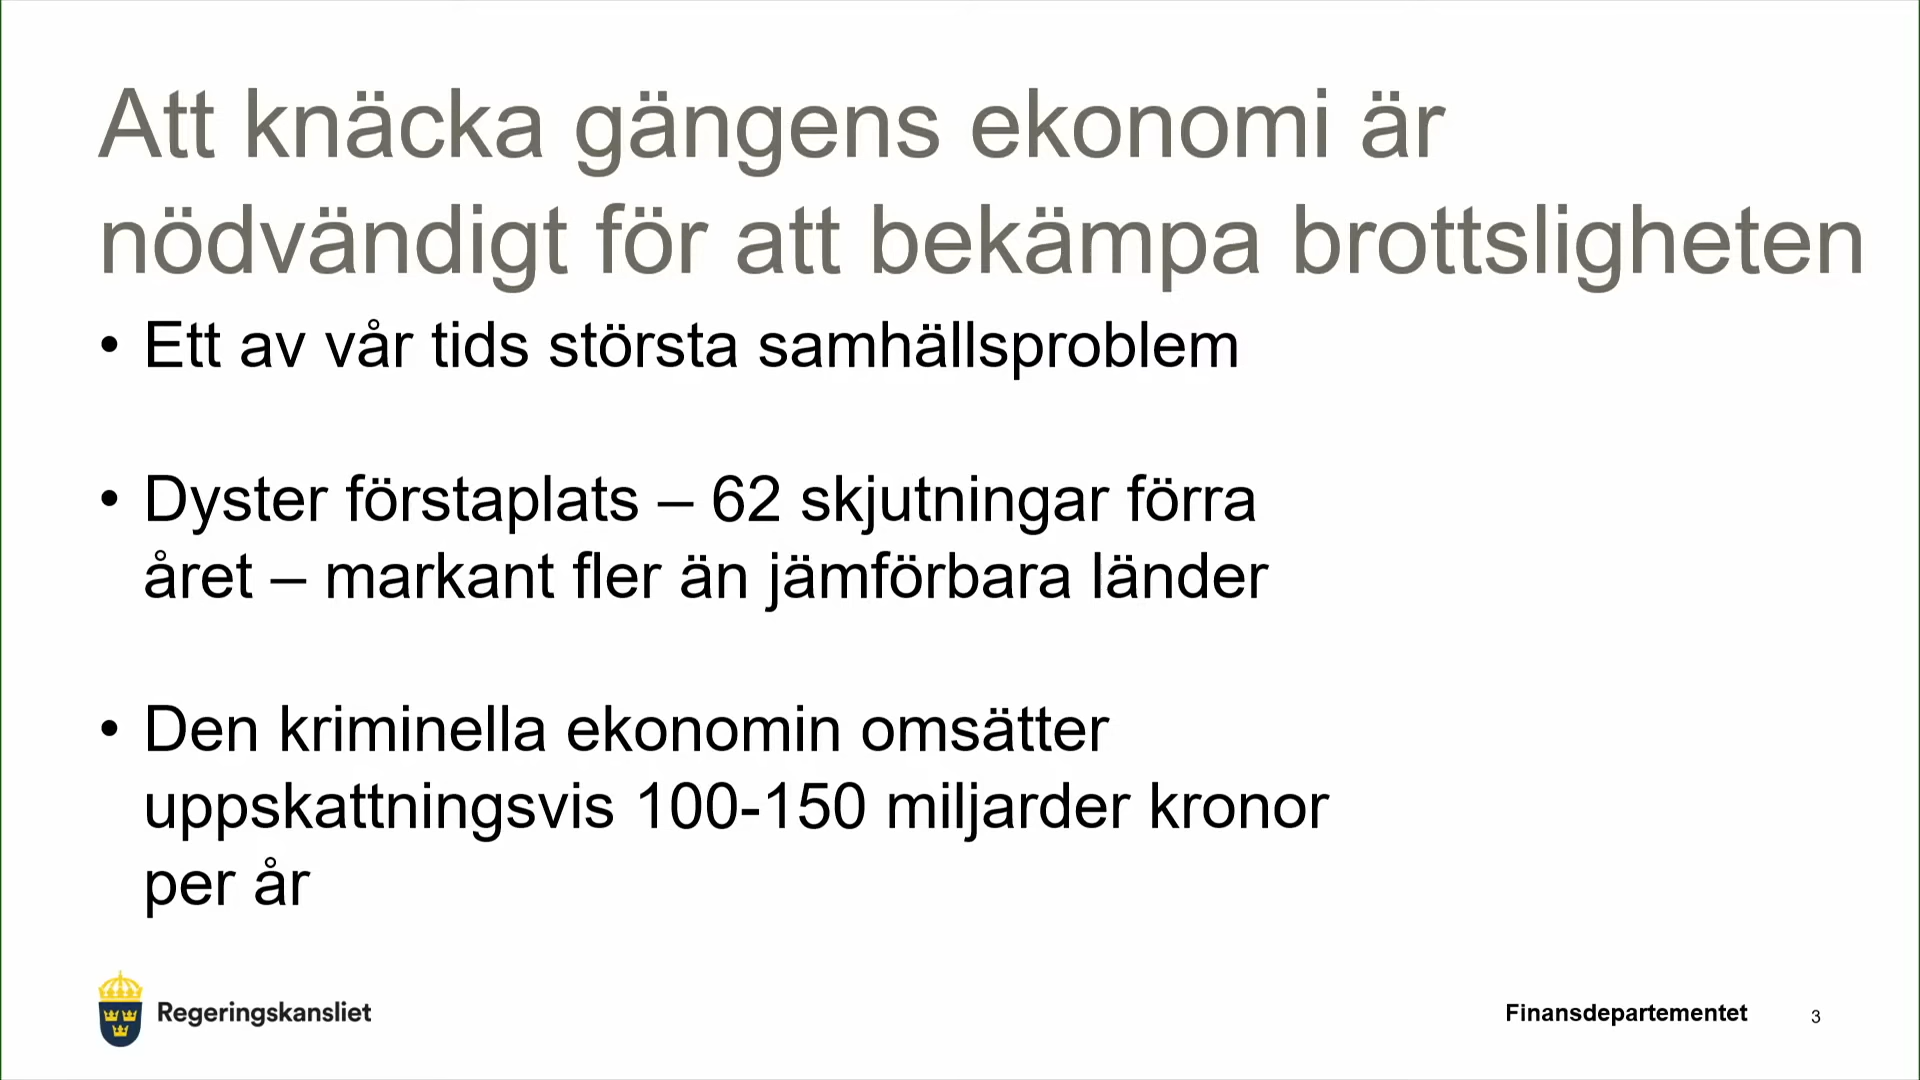 Att knäcka gängens ekonomi är
nödvändigt för att bekämpa brottsligheten
• Ett av vår tids största samhällsproblem
• Dyster förstaplats – 62 skjutningar förra
året – markant fler än jämförbara länder
• Den kriminella ekonomin omsätter
uppskattningsvis 100-150 miljarder kronor
per år
Regeringskansliet
Finansdepartementet 3